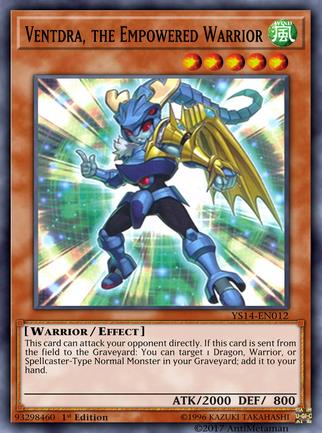 VENTDRA, THE EMPOWERED WARRIOR
WIND
風
YS14-EN012
[WARRIOR / EFFECT]
This card can attack your opponent directly. If this card is sent
from the field to the Graveyard: You can target 1 Dragon, Warrior, or
Spellcaster-Type Normal Monster in your Graveyard; add it to
your hand.
ATK/2000 DEF/ 800
93298460 1st Edition ©1996 KAZUKI TAKAHASHI
©2017 AntiMetaman